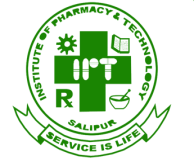 INSTITUTE OF PHARMACY & TECHNOLOGY
IPT
R
SALIPUR
SERVICE IS LIFE